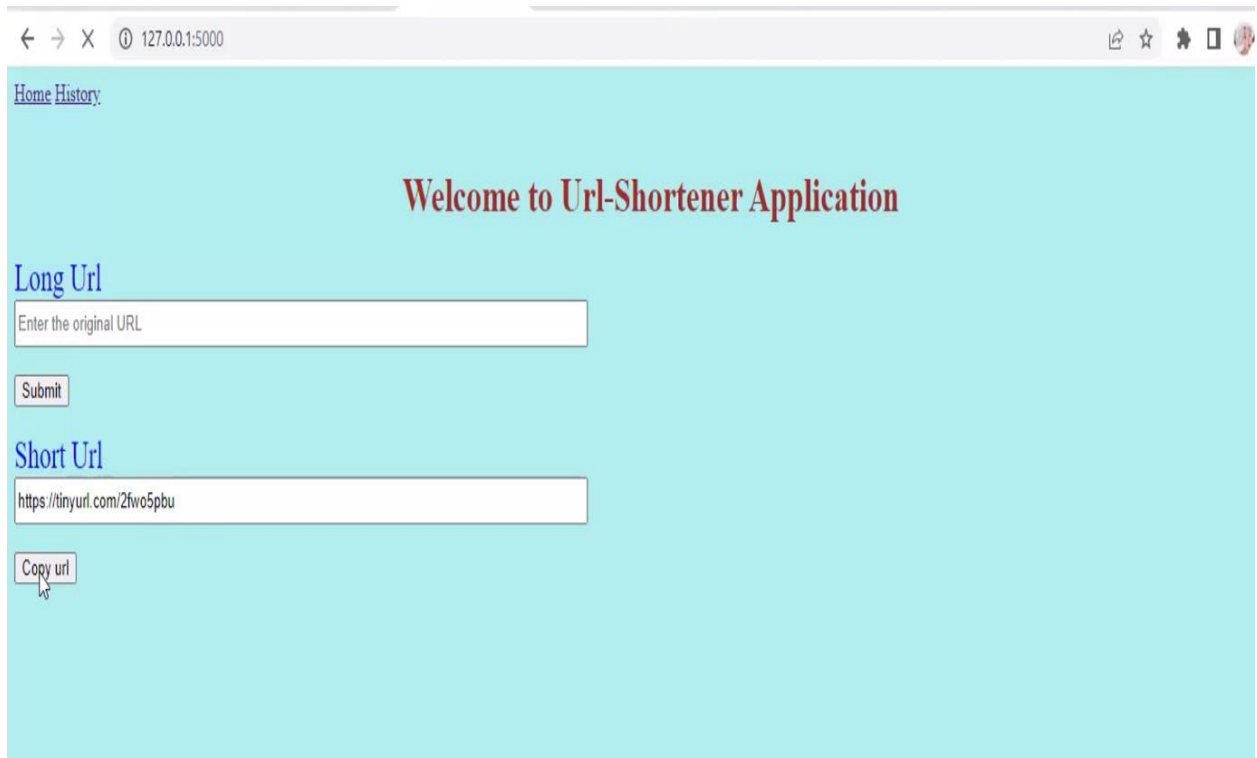 127.0.0.1:5000
Home History
Welcome to Url-Shortener Application
Long Url
Enter the original URL
Submit
Short Url
https://tinyurl.com/2fwo5pbu
Copy url